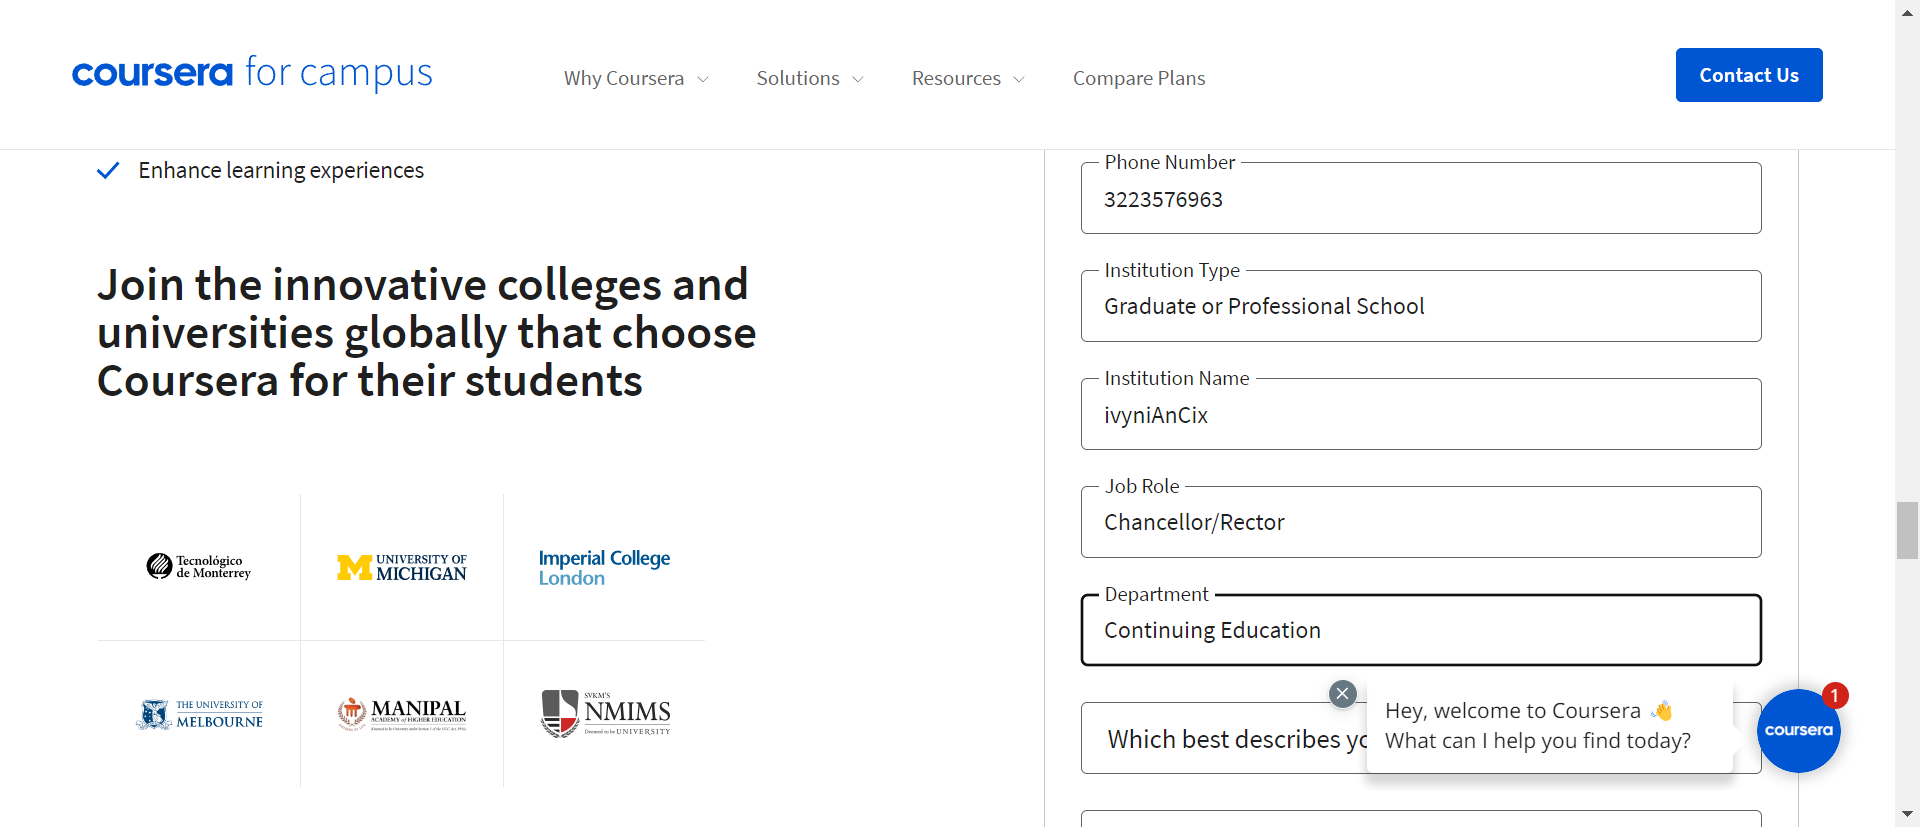 coursera for campus
Why Coursera
Solutions
Resources
Compare Plans
Contact Us
Enhance learning experiences
Join the innovative colleges and
universities globally that choose
Coursera for their students
Tecnológico
de Monterrey
M UNIVERSITY OF
MICHIGAN
Imperial College
London
THE UNIVERSITY OF
MELBOURNE
MANIPAL
ACADEMY of HIGHER EDUCATION
SVKM'S
NMIMS
Deemed to be UNIVERSITY
Phone Number
3223576963
Institution Type
Graduate or Professional School
Institution Name
ivyniAnCix
Job Role
Chancellor/Rector
Department
Continuing Education
Which best describes yo
Hey, welcome to Coursera 👋
What can I help you find today?
coursera
1